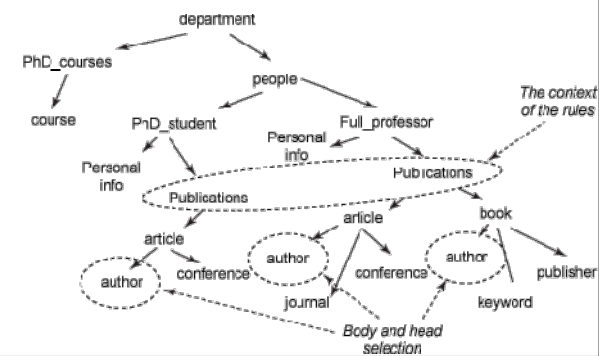 department
PhD_courses
people
The context
of the rules
course
PhD_student
Full_professor
Personal
info
Personal
info
Publications
Publications
article
book
article
conference
author
conference
author
publisher
author
journal
keyword
Body and head
selection